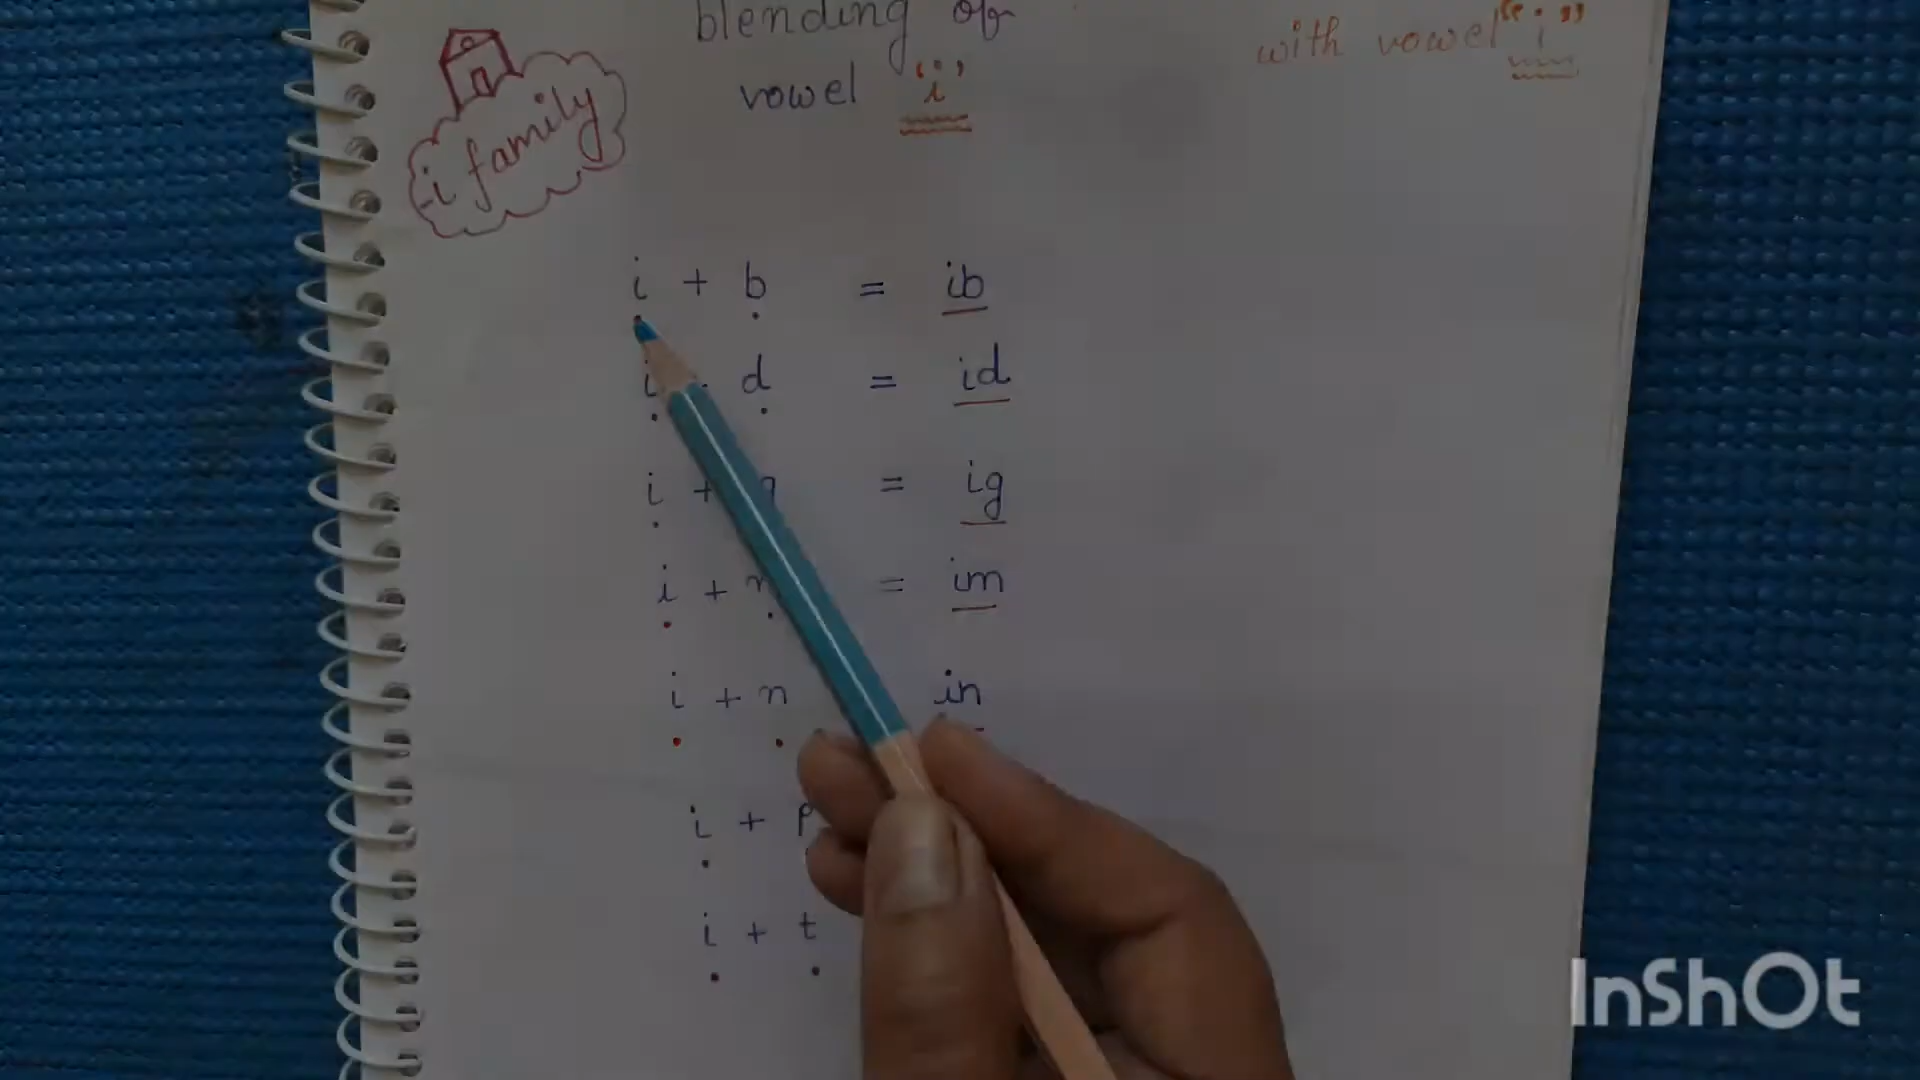 blending of
vowel "i"
with vowel "i"
i family
i + b = ib
i d = id
i + = ig
i + = im
i + n in
i + p
i + t
InShOt